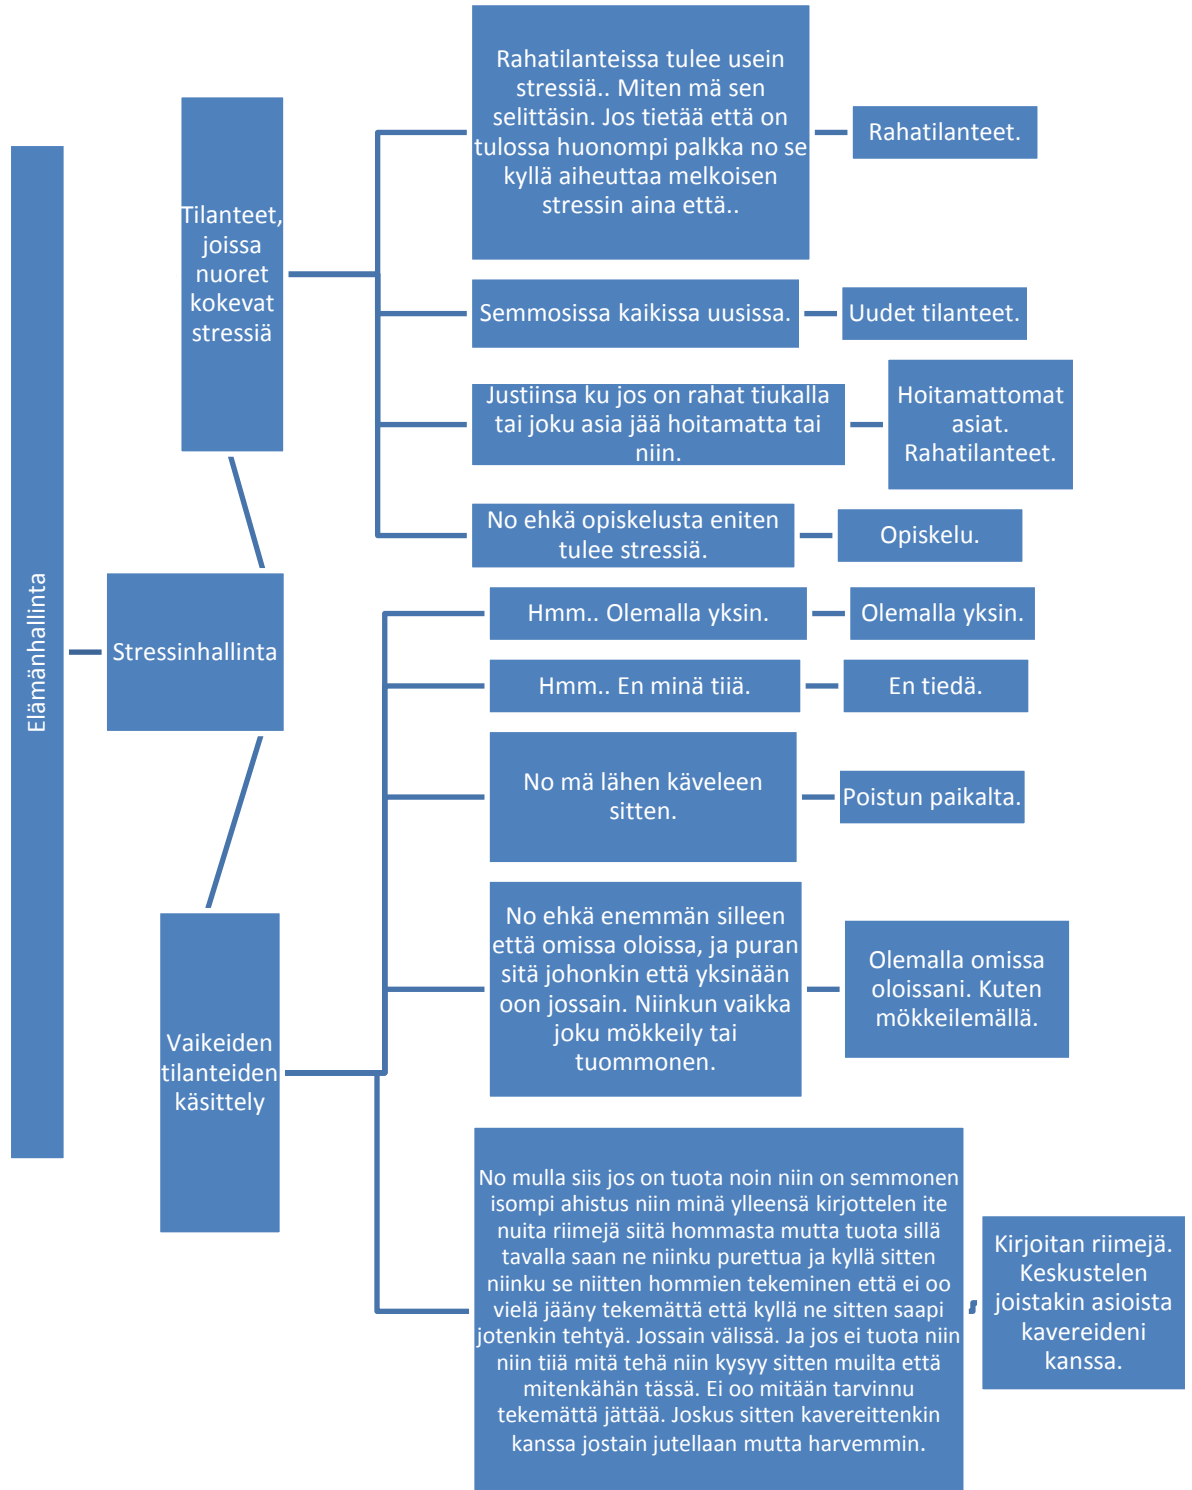 Rahatilanteissa tulee usein
stressiä.. Miten mä sen
selittäsin. Jos tietää että on
tulossa huonompi palkka no se
kyllä aiheuttaa melkoisen
stressin aina että..
Rahatilanteet.
Tilanteet,
joissa
nuoret
kokevat
stressiä
Semmosissa kaikissa uusissa.
Uudet tilanteet.
Justiinsa ku jos on rahat tiukalla
tai joku asia jää hoitamatta tai
niin.
Hoitamattomat
asiat.
Rahatilanteet.
No ehkä opiskelusta eniten
tulee stressiä.
Opiskelu.
Elämänhallinta
Stressinhallinta
Hmm.. Olemalla yksin.
Olemalla yksin.
Hmm.. En minä tiiä.
En tiedä.
No mä lähen käveleen
sitten.
Poistun paikalta.
No ehkä enemmän silleen
että omissa oloissa, ja puran
sitä johonkin että yksinään
oon jossain. Niinkun vaikka
joku mökkeily tai
tuommonen.
Olemalla omissa
oloissani. Kuten
mökkeilemällä.
Vaikeiden
tilanteiden
käsittely
No mulla siis jos on tuota noin niin on semmonen
isompi ahistus niin minä ylleensä kirjottelen ite
nuita riimejä siitä hommasta mutta tuota sillä
tavalla saan ne niinku purettua ja kyllä sitten
niinku se niitten hommien tekeminen että ei oo
vielä jääny tekemättä että kyllä ne sitten saapi
jotenkin tehtyä. Jossain välissä. Ja jos ei tuota niin
niin tiiä mitä tehä niin kysyy sitten muilta että
mitenkähän tässä. Ei oo mitään tarvinnu
tekemättä jättää. Joskus sitten kavereittenkin
kanssa jostain jutellaan mutta harvemmin.
Kirjoitan riimejä.
Keskustelen
joistakin asioista
kavereideni
kanssa.